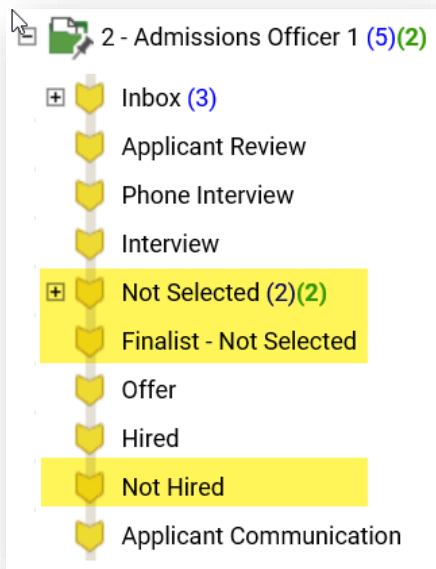 2 - Admissions Officer 1 (5)(2)
Inbox (3)
Applicant Review
Phone Interview
Interview
Not Selected (2)(2)
Finalist - Not Selected
Offer
Hired
Not Hired
Applicant Communication